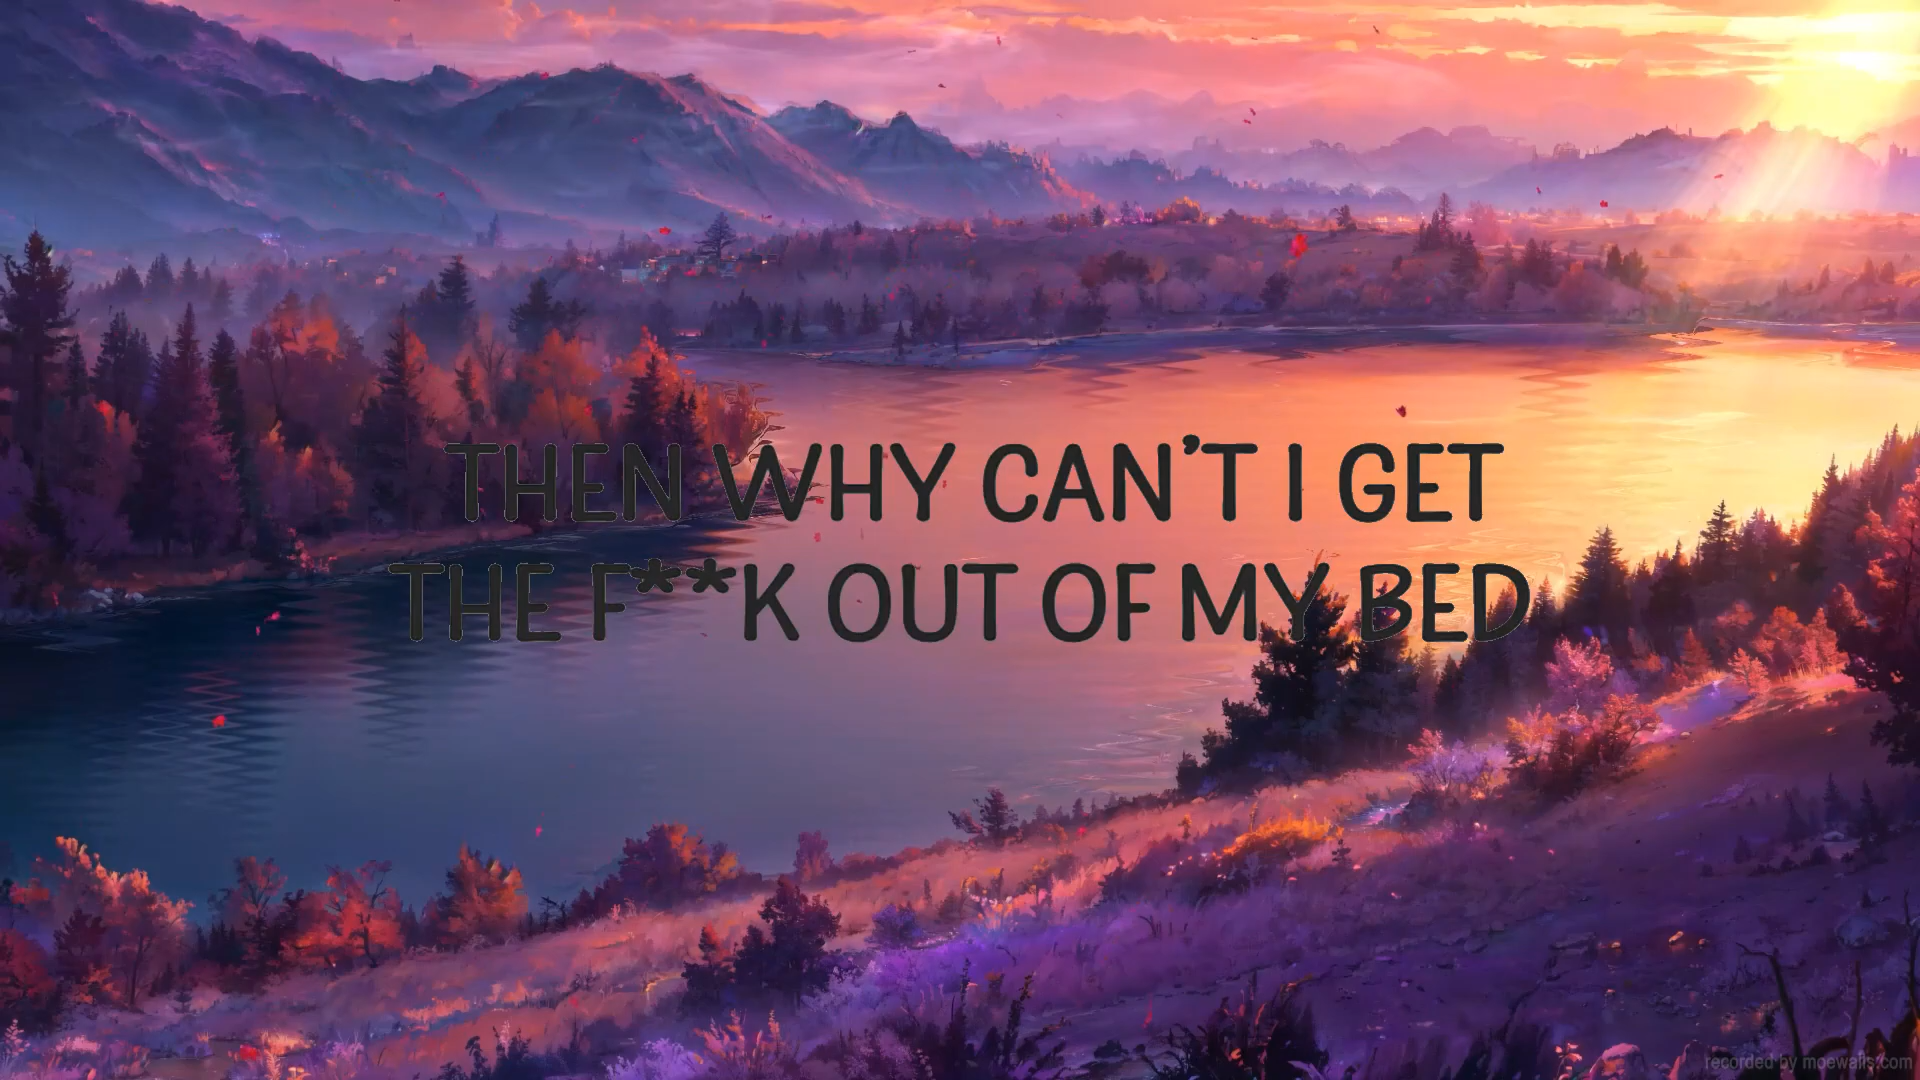 THEN WHY CAN'T I GET
THE F**K OUT OF MY BED
recorded by moewalls.com